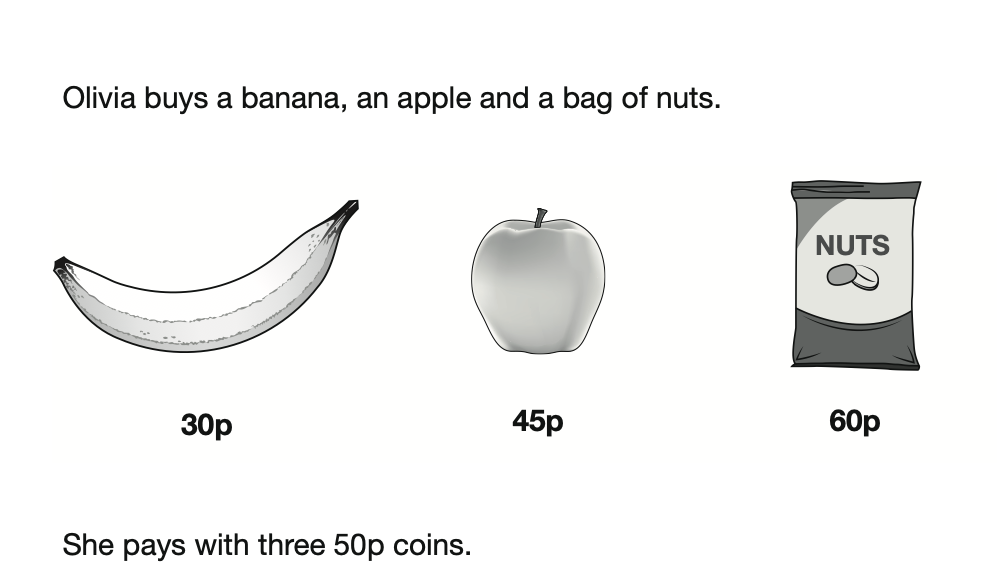 Olivia buys a banana, an apple and a bag of nuts.
NUTS
30p 45p 60p
She pays with three 50p coins.